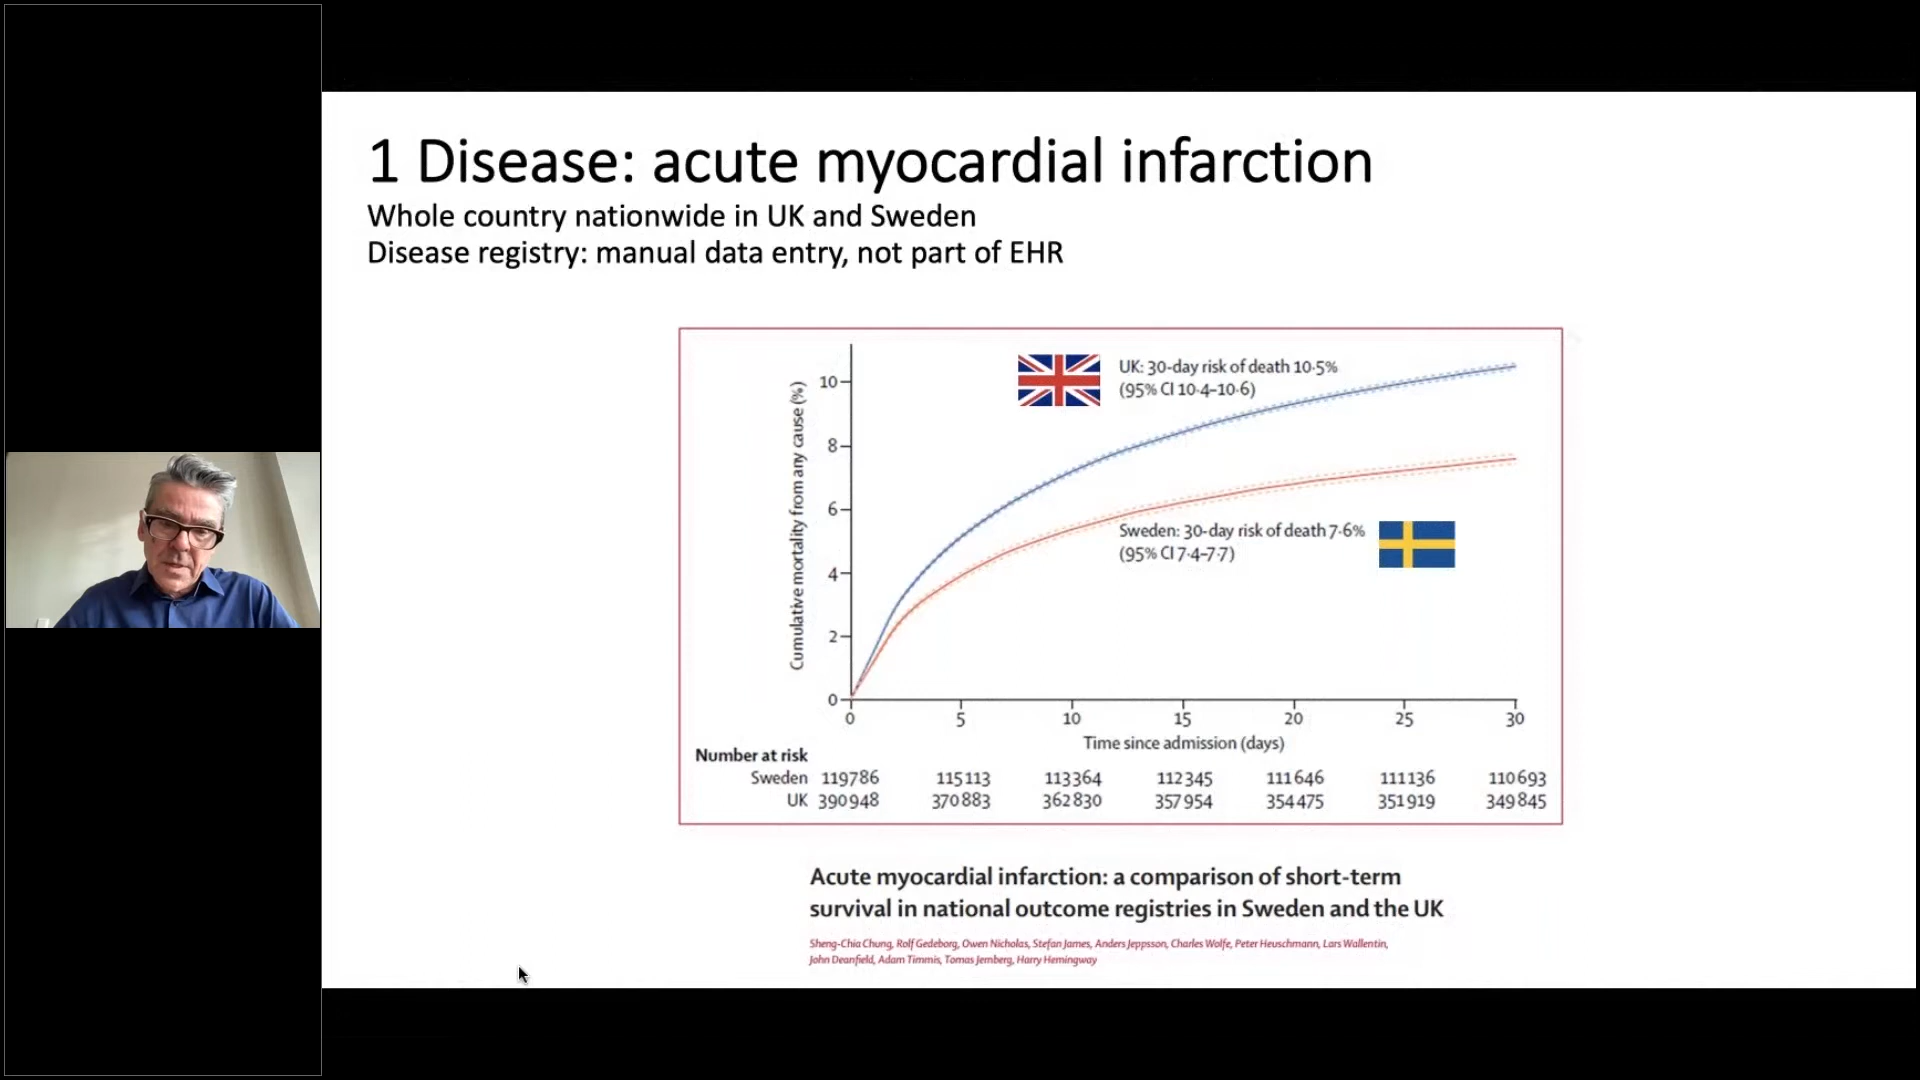 1 Disease: acute myocardial infarction
Whole country nationwide in UK and Sweden
Disease registry: manual data entry, not part of EHR
Cumulative mortality from any cause (%)
10
8
6
4
2
0
UK: 30-day risk of death 10·5%
(95% CI 10·4–10·6)
Sweden: 30-day risk of death 7·6%
(95% CI 7·4–7·7)
0 5 10 15 20 25 30
Time since admission (days)
Number at risk
Sweden 119786 115113 113364 112345 111646 111136 110693
UK 390948 370883 362830 357954 354475 351919 349845
Acute myocardial infarction: a comparison of short-term
survival in national outcome registries in Sweden and the UK
Sheng-Chia Chung, Rolf Gedeborg, Owen Nicholas, Stefan James, Anders Jeppsson, Charles Wolfe, Peter Heuschmann, Lars Wallentin,
John Deanfield, Adam Timmis, Tomas Jernberg, Harry Hemingway